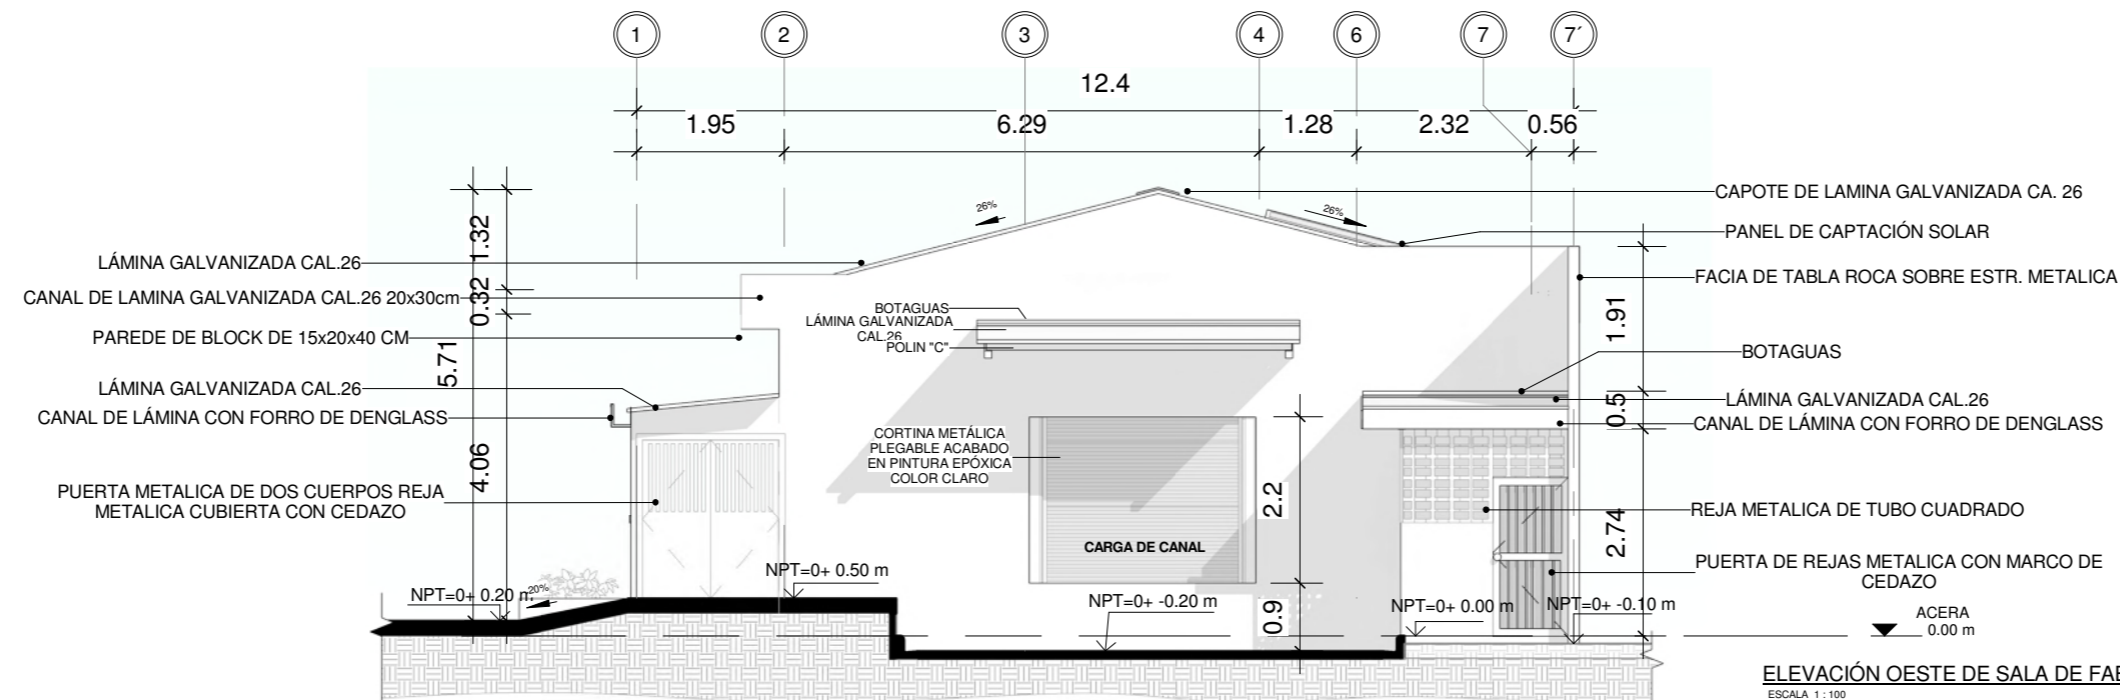 1
2
3
4
6
7
7´
12.4
1.95
6.29
1.28
2.32
0.56
26%
26%
1.32
0.32
5.71
4.06
LÁMINA GALVANIZADA CAL.26
CANAL DE LAMINA GALVANIZADA CAL.26 20x30cm
PAREDE DE BLOCK DE 15x20x40 CM
LÁMINA GALVANIZADA CAL.26
CANAL DE LÁMINA CON FORRO DE DENGLASS
PUERTA METALICA DE DOS CUERPOS REJA
METALICA CUBIERTA CON CEDAZO
BOTAGUAS
LÁMINA GALVANIZADA
CAL.26
POLIN "C"
CORTINA METÁLICA
PLEGABLE ACABADO
EN PINTURA EPÓXICA
COLOR CLARO
CARGA DE CANAL
2.2
0.9
NPT=0+ 0.20 m
20%
NPT=0+ 0.50 m
NPT=0+ -0.20 m
NPT=0+ 0.00 m
NPT=0+ -0.10 m
CAPOTE DE LAMINA GALVANIZADA CA. 26
PANEL DE CAPTACIÓN SOLAR
FACIA DE TABLA ROCA SOBRE ESTR. METALICA
1.91
BOTAGUAS
0.5
LÁMINA GALVANIZADA CAL.26
CANAL DE LÁMINA CON FORRO DE DENGLASS
REJA METALICA DE TUBO CUADRADO
2.74
PUERTA DE REJAS METALICA CON MARCO DE
CEDAZO
ACERA
0.00 m
ELEVACIÓN OESTE DE SALA DE
ESCALA 1 : 100